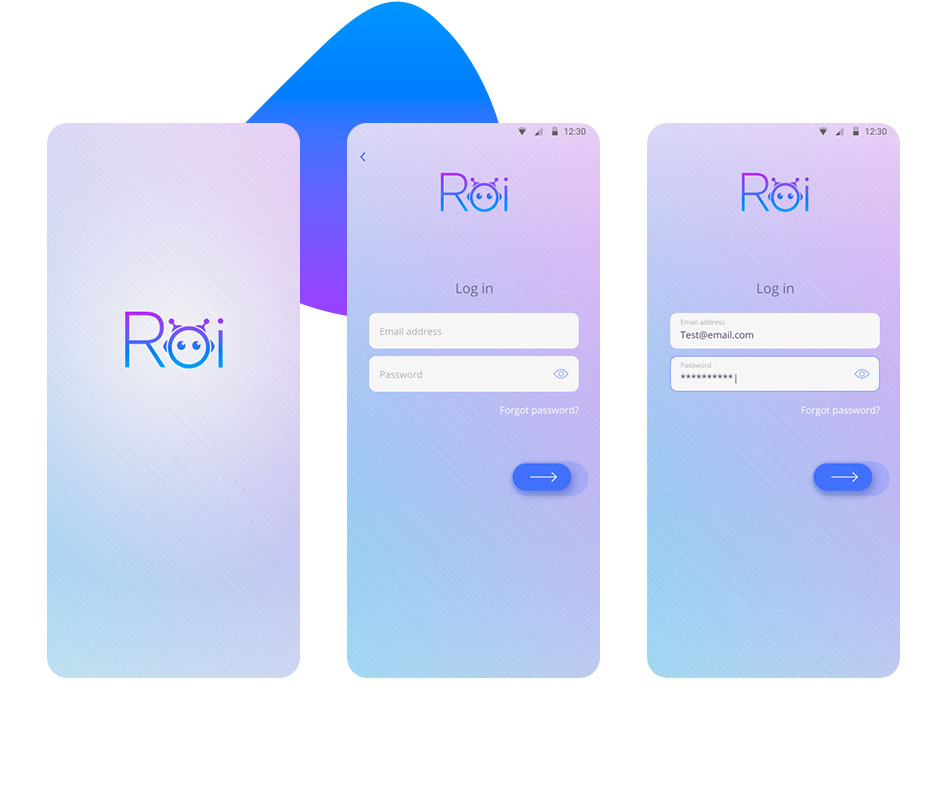 Roi
12:30
Roi
Log in
Email address
Password
Forgot password?
12:30
Roi
Log in
Email address
Test@email.com
Password
**********|
Forgot password?